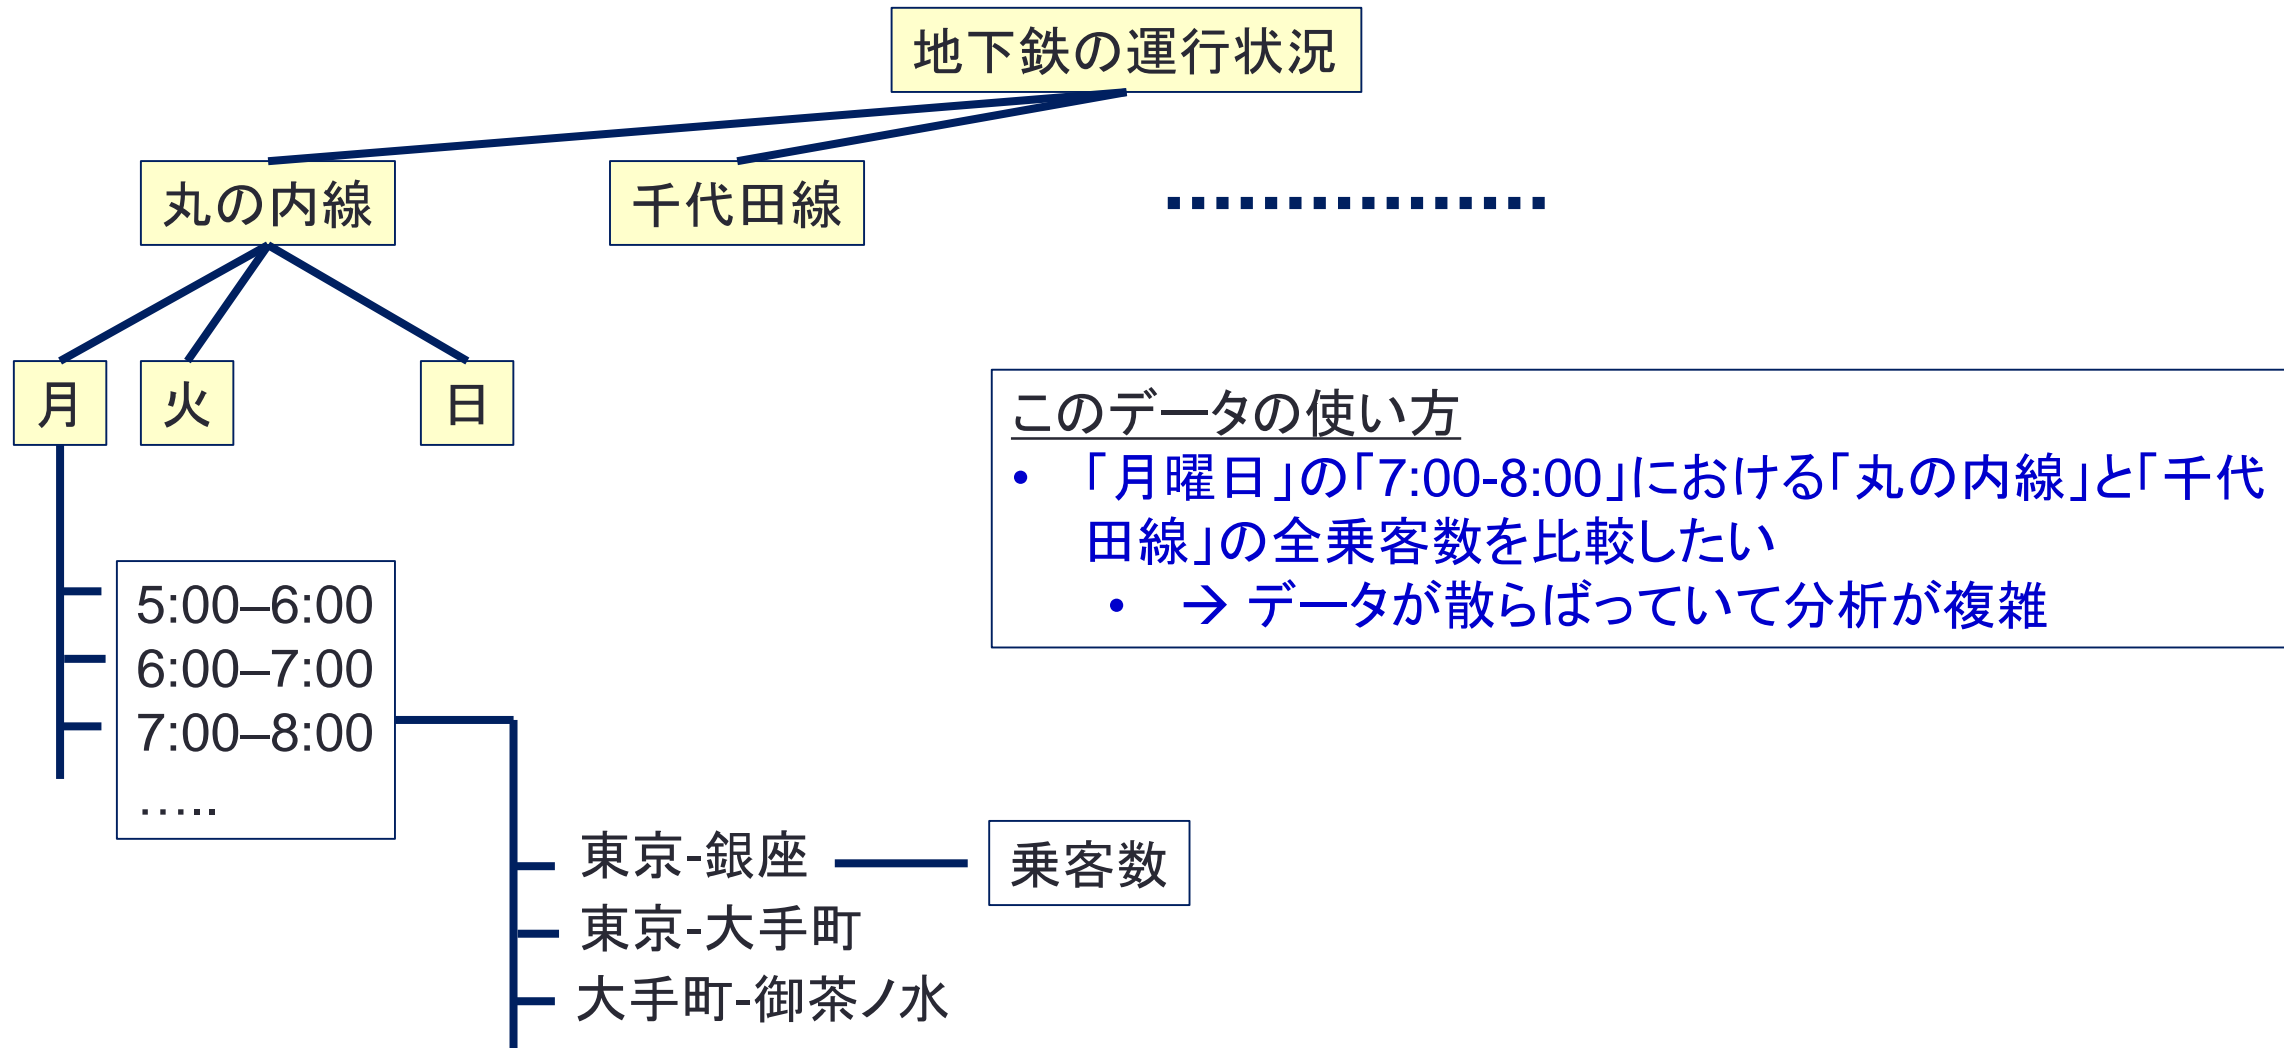 地下鉄の運行状況
丸の内線
千代田線
月
火
日
このデータの使い方
• 「月曜日」の「7:00-8:00」における「丸の内線」と「千代
田線」の全乗客数を比較したい
• → データが散らばっていて分析が複雑
5:00–6:00
6:00–7:00
7:00–8:00
…..
東京-銀座
乗客数
東京-大手町
大手町-御茶ノ水